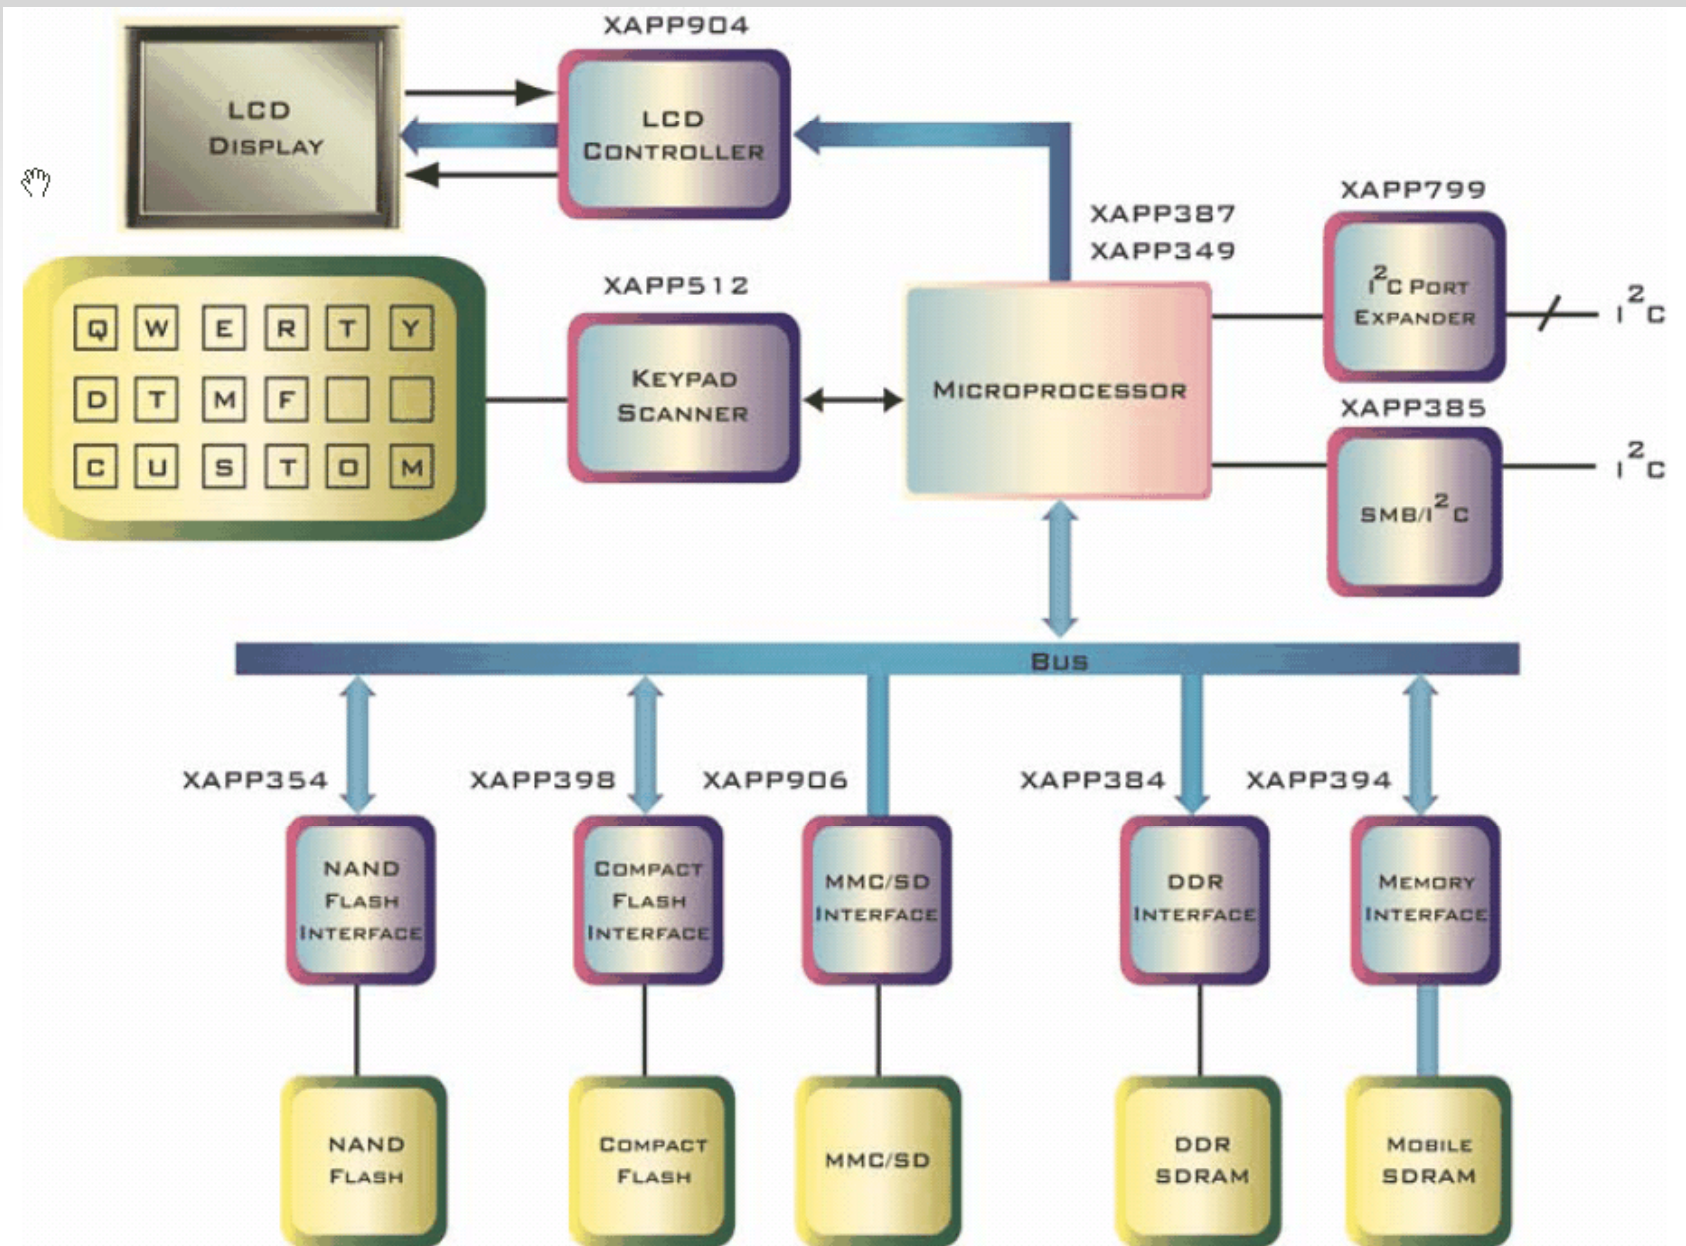 XAPP904
LCD
DISPLAY
LCD
CONTROLLER
XAPP387
XAPP349
XAPP799
I²C PORT
EXPANDER
I²C
XAPP512
Q W E R T Y
D T M F
C U S T O M
KEYPAD
SCANNER
MICROPROCESSOR
XAPP385
SMB/I²C
I²C
BUS
XAPP354
XAPP398
XAPP906
XAPP384
XAPP394
NAND
FLASH
INTERFACE
COMPACT
FLASH
INTERFACE
MMC/SD
INTERFACE
DDR
INTERFACE
MEMORY
INTERFACE
NAND
FLASH
COMPACT
FLASH
MMC/SD
DDR
SDRAM
MOBILE
SDRAM